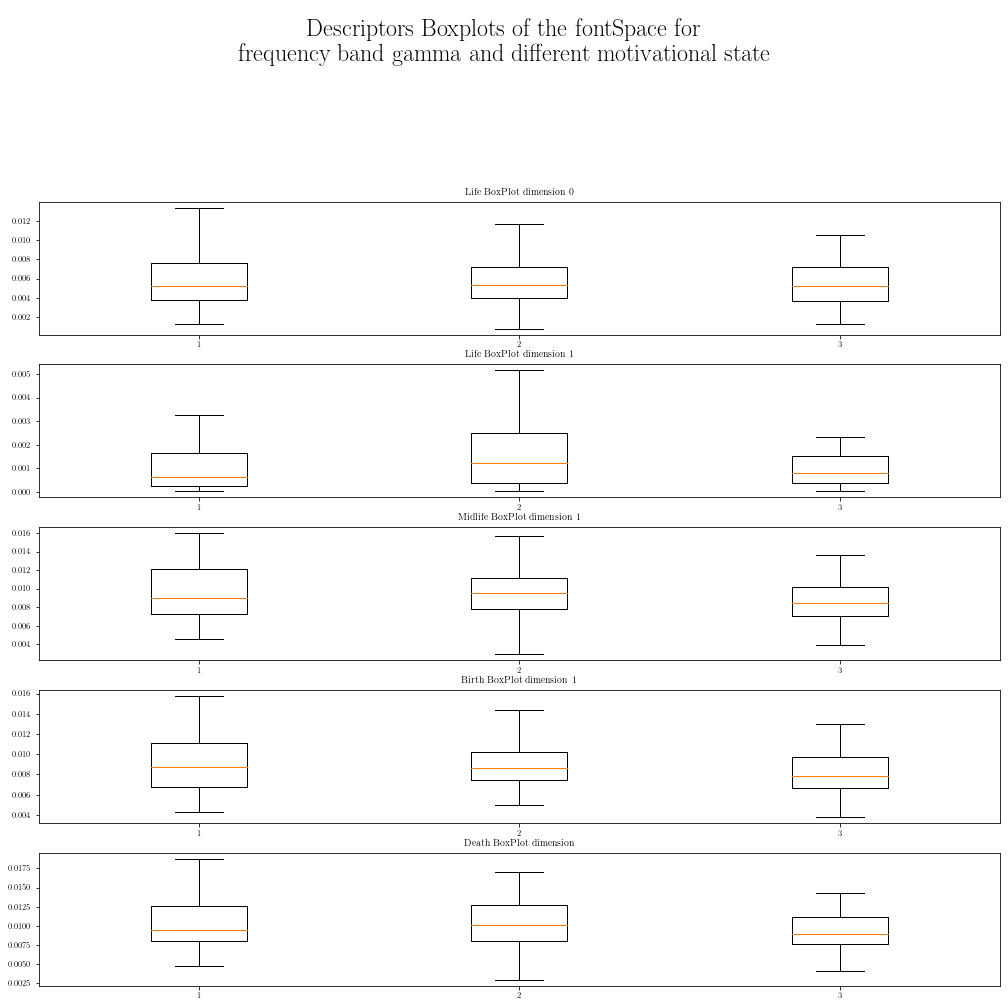 Descriptors Boxplots of the fontSpace for
frequency band gamma and different motivational state
Life BoxPlot dimension 0
0.012
0.010
0.008
0.006
0.004
0.002
1 2 3
Life BoxPlot dimension 1
0.005
0.004
0.003
0.002
0.001
0.000
1 2 3
Midlife BoxPlot dimension 1
0.016
0.014
0.012
0.010
0.008
0.006
0.004
1 2 3
Birth BoxPlot dimension 1
0.016
0.014
0.012
0.010
0.008
0.006
0.004
1 2 3
Death BoxPlot dimension
0.0175
0.0150
0.0125
0.0100
0.0075
0.0050
0.0025
1 2 3